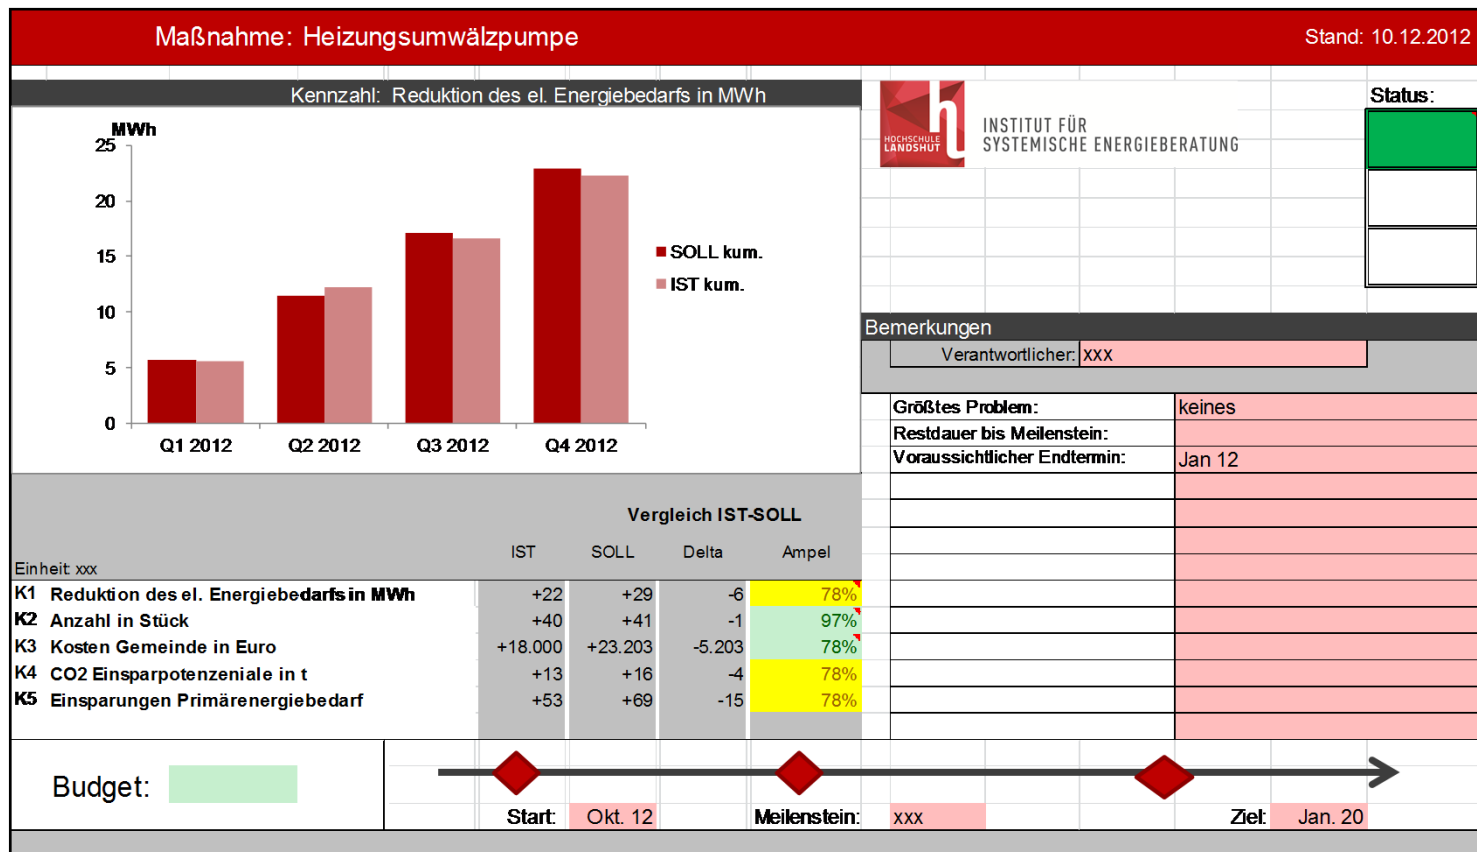 Maßnahme: Heizungsumwälzpumpe
Stand: 10.12.2012
Kennzahl: Reduktion des el. Energiebedarfs in MWh
MWh
25
20
15
10
5
0
Q1 2012 Q2 2012 Q3 2012 Q4 2012
SOLL kum.
IST kum.
HOCHSCHULE
LANDSHUT
INSTITUT FÜR
SYSTEMISCHE ENERGIEBERATUNG
Status:
Bemerkungen
Verantwortlicher: xxx
Größtes Problem: keines
Restdauer bis Meilenstein:
Voraussichtlicher Endtermin: Jan 12
Vergleich IST-SOLL
IST SOLL Delta Ampel
Einheit: xxx
K1 Reduktion des el. Energiebedarfs in MWh +22 +29 -6 78%
K2 Anzahl in Stück +40 +41 -1 97%
K3 Kosten Gemeinde in Euro +18.000 +23.203 -5.203 78%
K4 CO2 Einsparpotenzeniale in t +13 +16 -4 78%
K5 Einsparungen Primärenergiebedarf +53 +69 -15 78%
Budget:
Start: Okt. 12 Meilenstein: xxx Ziel: Jan. 20